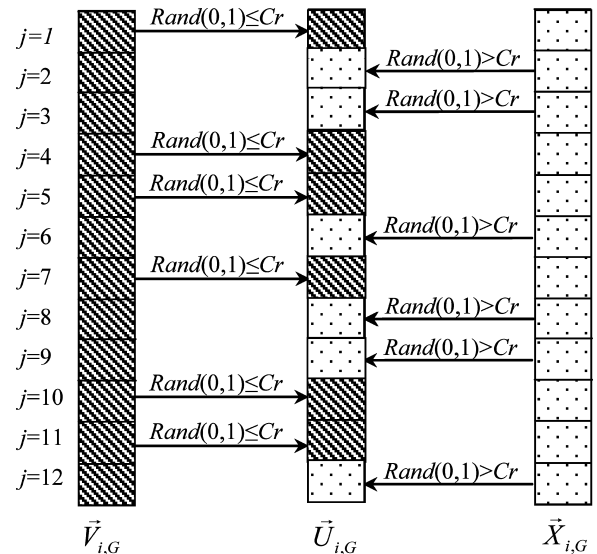 j=1 Rand(0,1)≤Cr
j=2 Rand(0,1)>Cr
j=3 Rand(0,1)>Cr
j=4 Rand(0,1)≤Cr
j=5 Rand(0,1)≤Cr
j=6 Rand(0,1)>Cr
j=7 Rand(0,1)≤Cr
j=8 Rand(0,1)>Cr
j=9 Rand(0,1)>Cr
j=10 Rand(0,1)≤Cr
j=11 Rand(0,1)≤Cr
j=12 Rand(0,1)>Cr
V⃗i,G U⃗i,G X⃗i,G